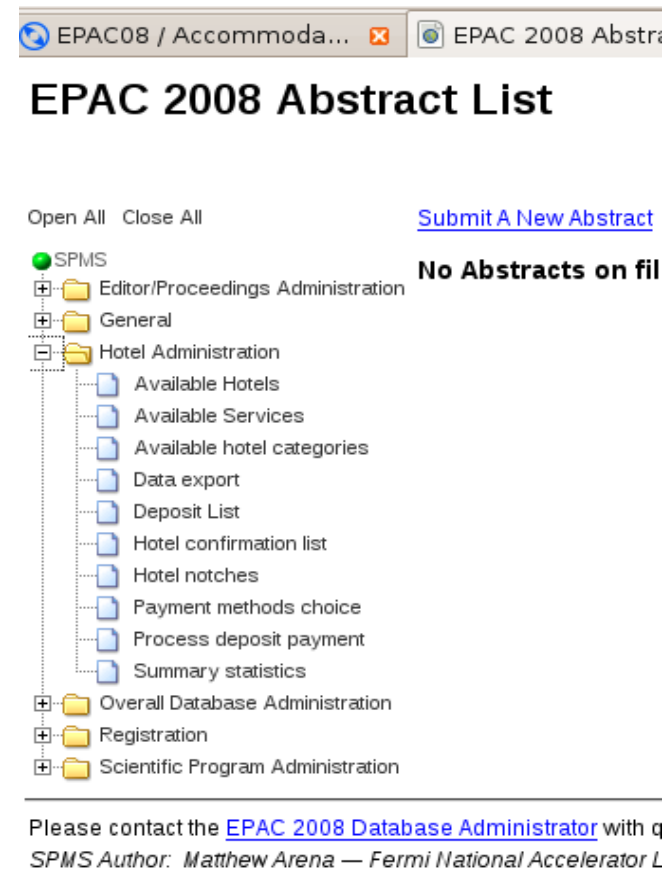 EPAC08 / Accommoda... EPAC 2008 Abstra
EPAC 2008 Abstract List
Open All Close All Submit A New Abstract
SPMS
No Abstracts on fil
Editor/Proceedings Administration
General
Hotel Administration
Available Hotels
Available Services
Available hotel categories
Data export
Deposit List
Hotel confirmation list
Hotel notches
Payment methods choice
Process deposit payment
Summary statistics
Overall Database Administration
Registration
Scientific Program Administration
Please contact the EPAC 2008 Database Administrator with q
SPMS Author: Matthew Arena — Fermi National Accelerator L